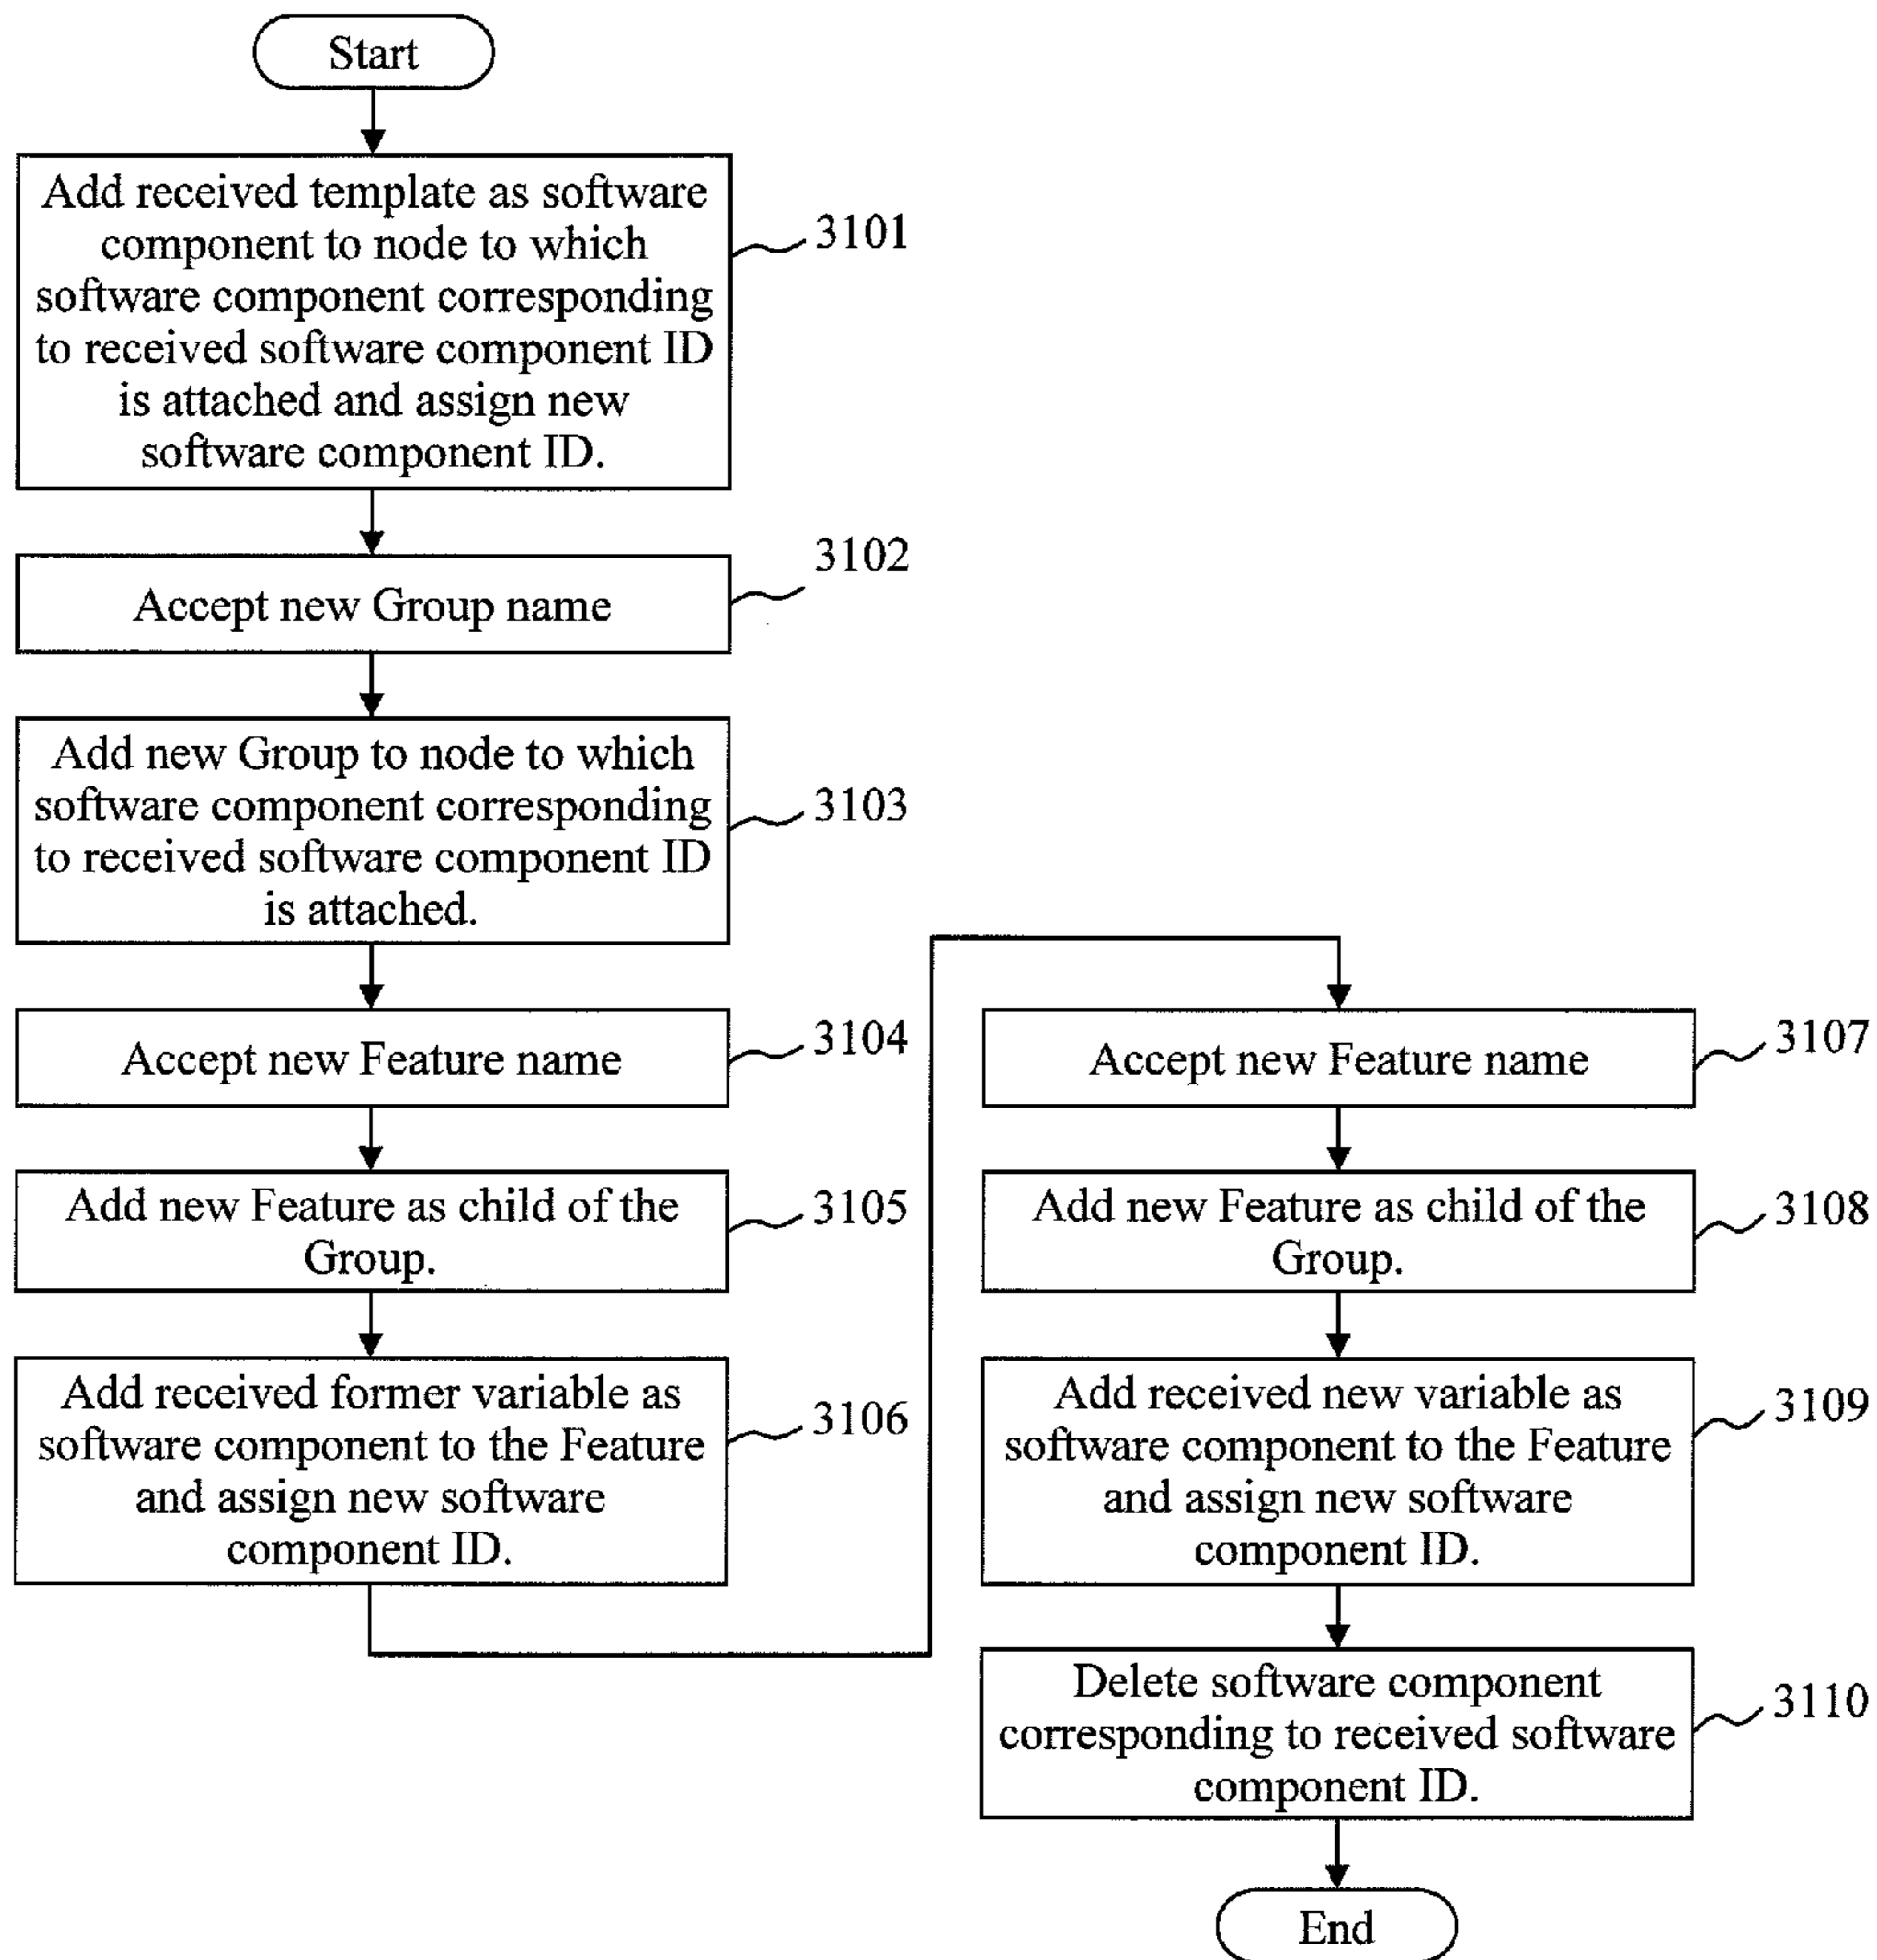 Start
Add received template as software
component to node to which
software component corresponding
to received software component ID
is attached and assign new
software component ID.
3101
Accept new Group name
3102
Add new Group to node to which
software component corresponding
to received software component ID
is attached.
3103
Accept new Feature name
3104
Add new Feature as child of the
Group.
3105
Add received former variable as
software component to the Feature
and assign new software
component ID.
3106
Accept new Feature name
3107
Add new Feature as child of the
Group.
3108
Add received new variable as
software component to the Feature
and assign new software
component ID.
3109
Delete software component
corresponding to received software
component ID.
3110
End